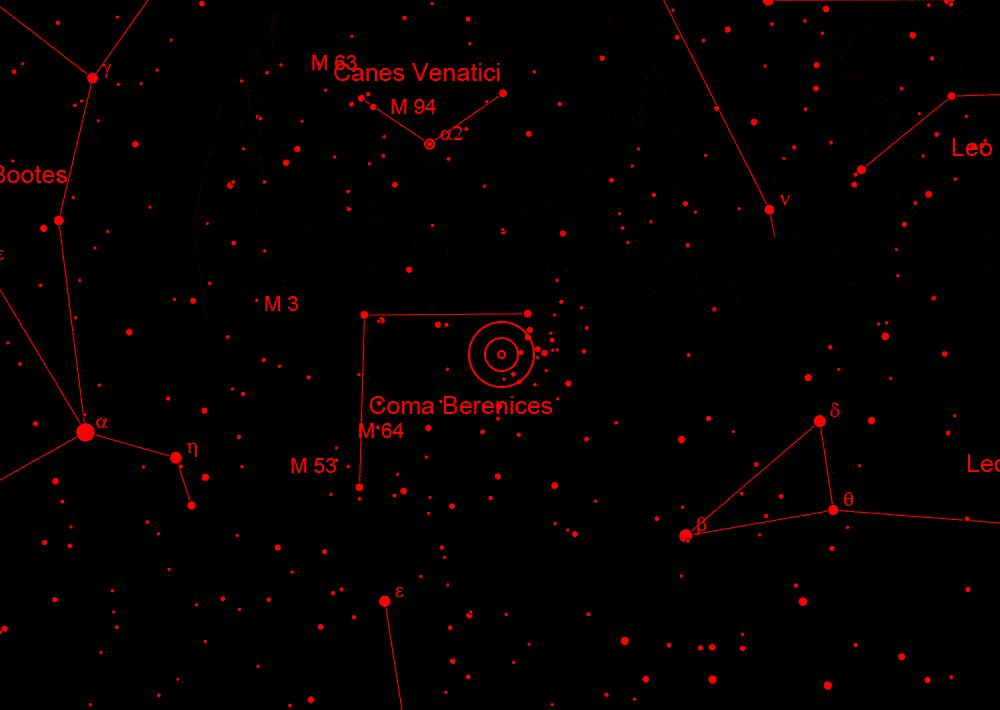 γ
M 63
Canes Venatici
M 94
α2
Leo
Bootes
ν
ε
M 3
Coma Berenices
δ
α
M 64
η
M 53
Leo
θ
β
ε